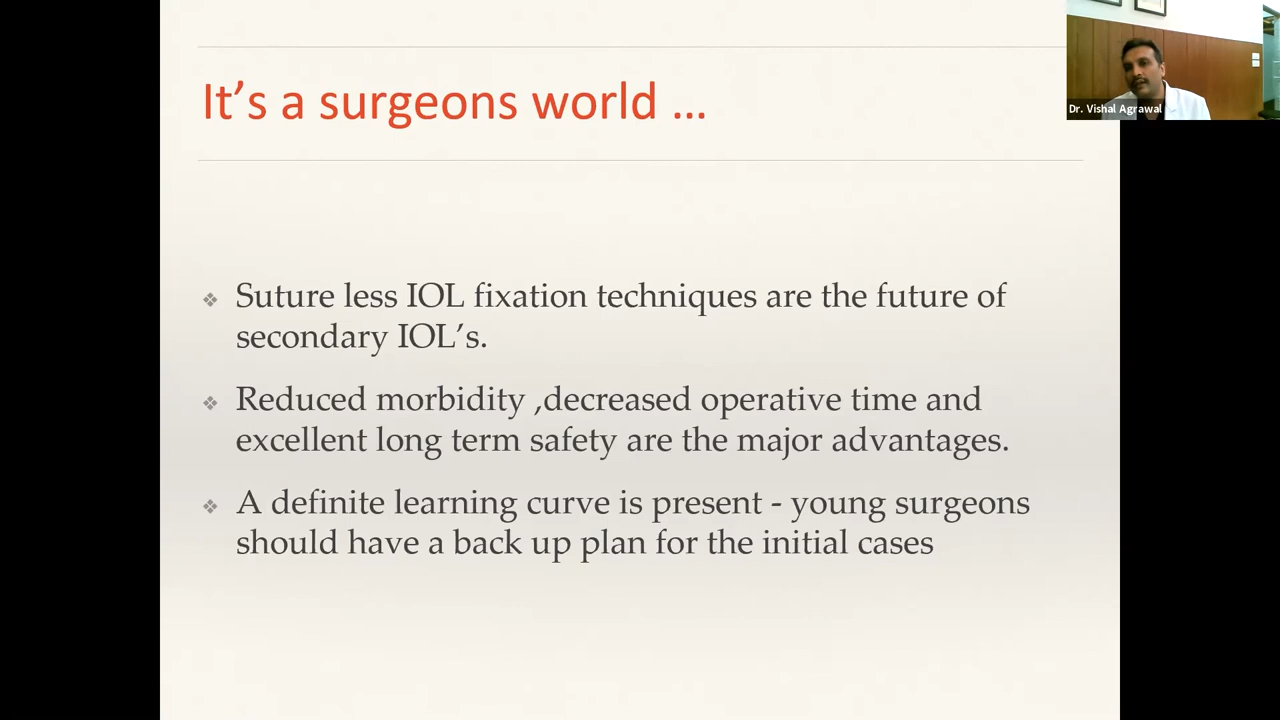 It's a surgeons world ...
Dr. Vishal Agrawal
❖ Suture less IOL fixation techniques are the future of
secondary IOL's.
❖ Reduced morbidity ,decreased operative time and
excellent long term safety are the major advantages.
❖ A definite learning curve is present - young surgeons
should have a back up plan for the initial cases